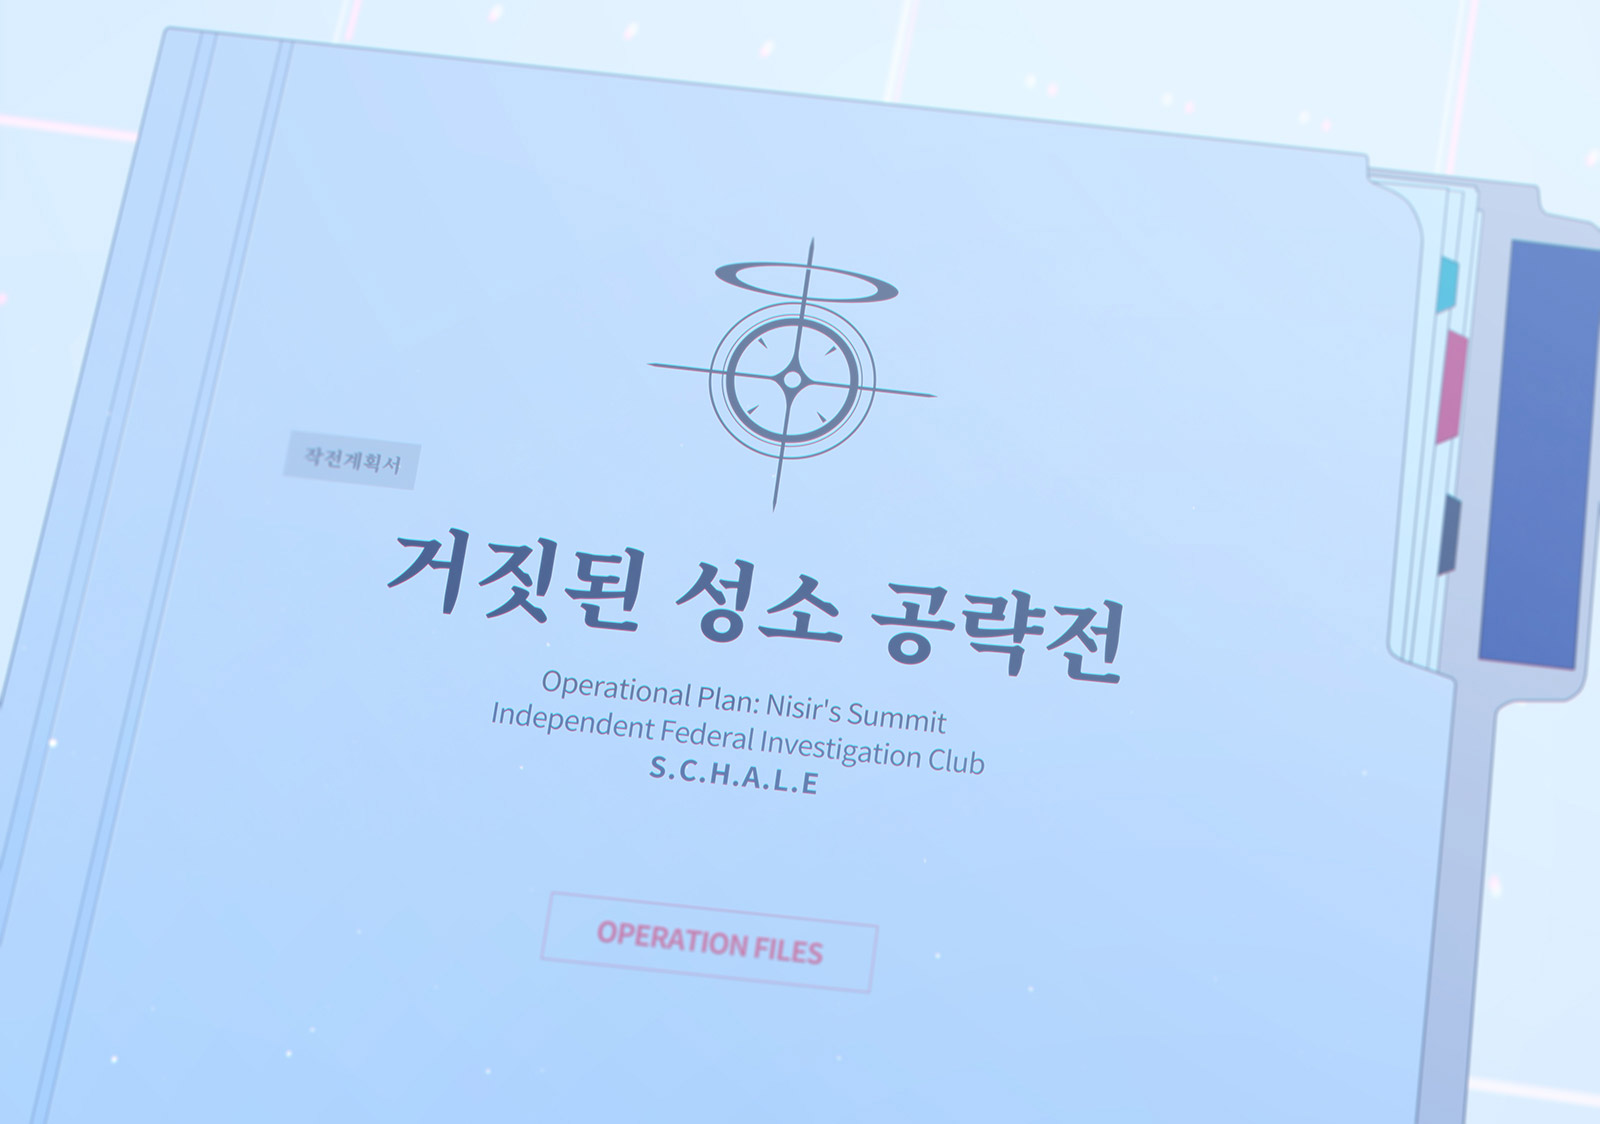 작전계획서
거짓된 성소 공략전
Operational Plan: Nisir's Summit
Independent Federal Investigation Club
S.C.H.A.L.E
OPERATION FILES